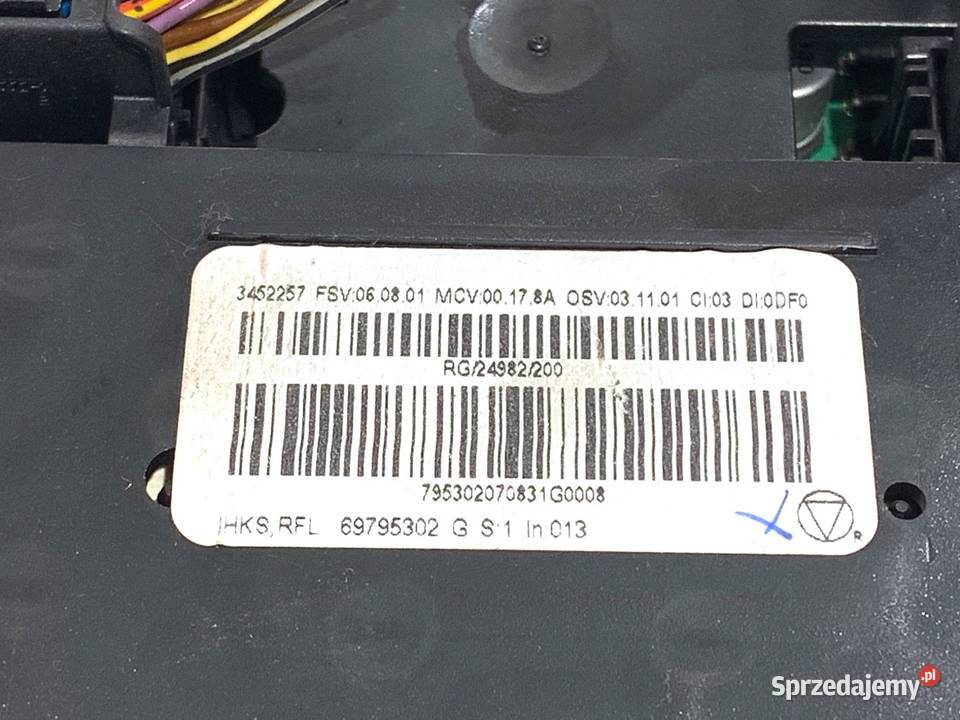 3452257 FSV:06.08.01 MCV:00.17.8A OSV:03.11.01 CI:03 DI:0DF0
RG/24982/200
795302070831G0008
IHKS,RFL 69795302 G S:1 In 013
R
Sprzedajemy.pl